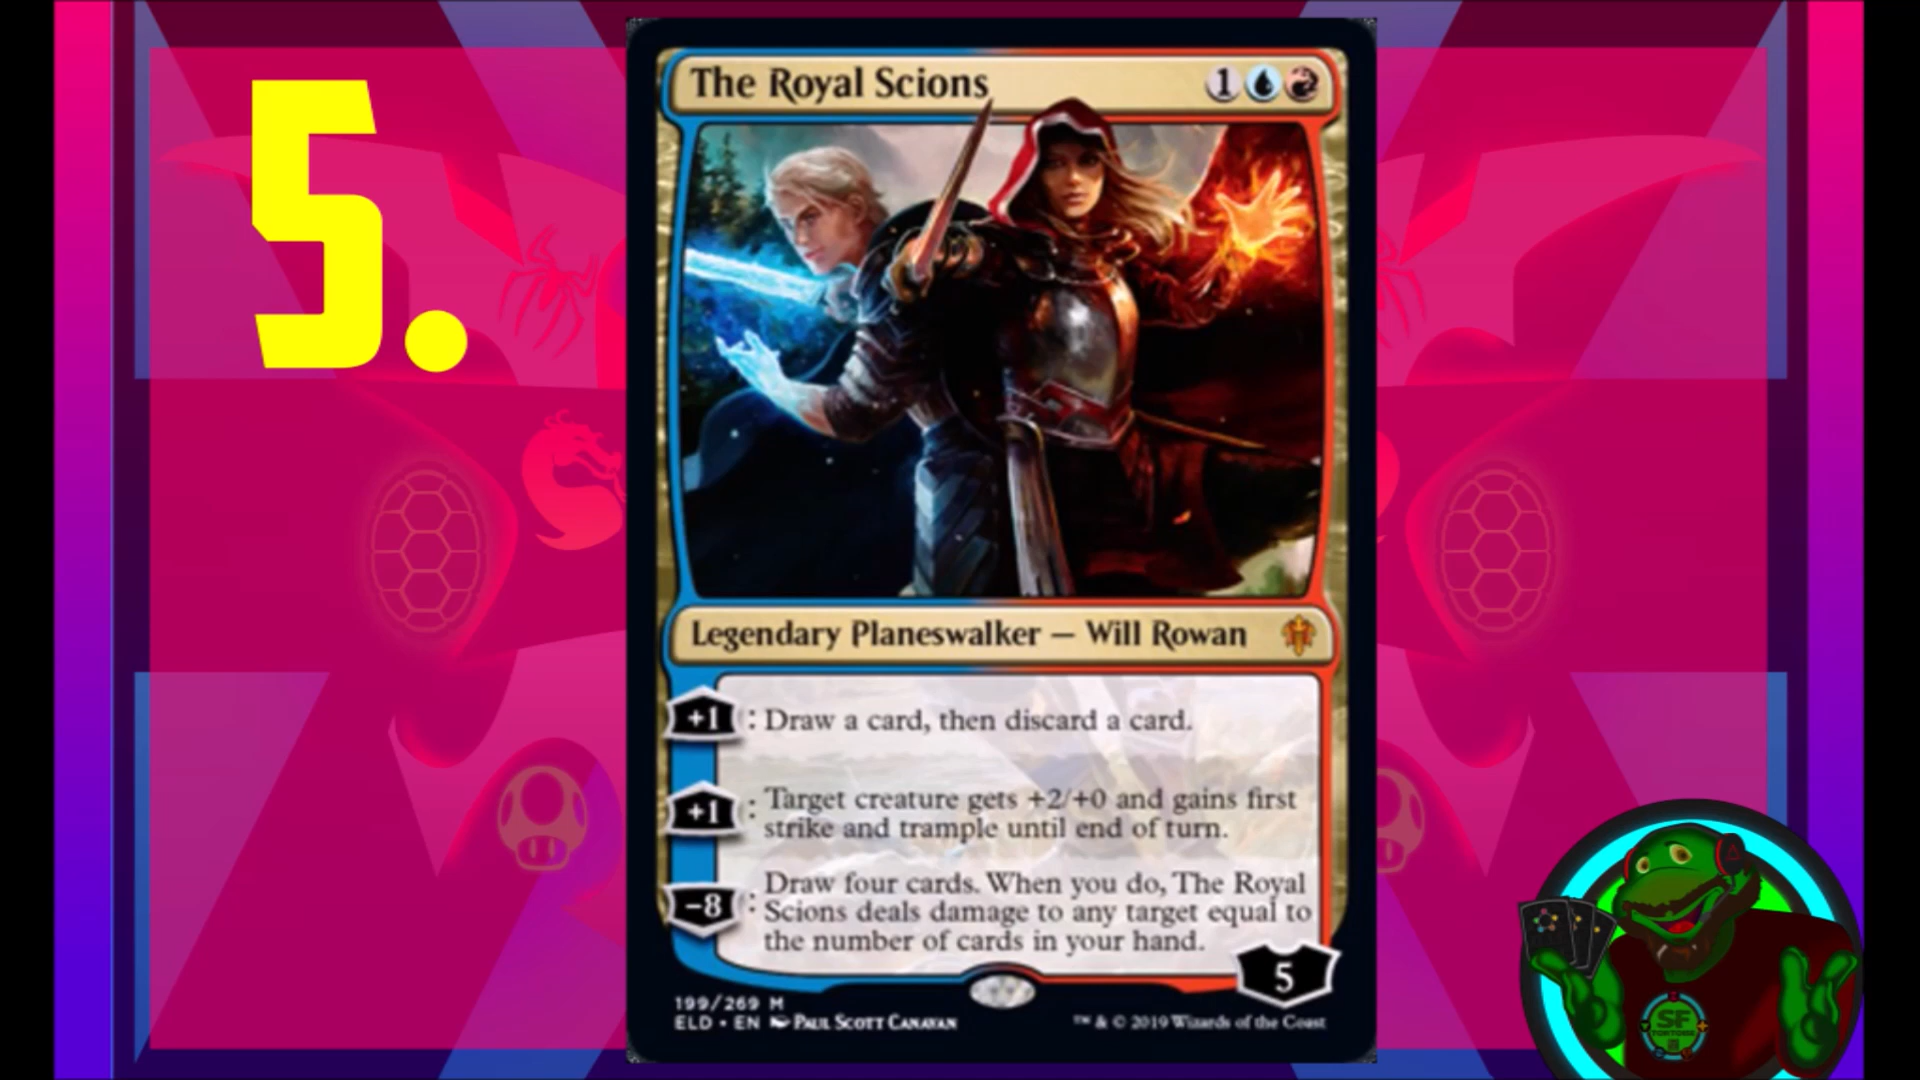 5.
The Royal Scions 1
Legendary Planeswalker — Will Rowan
+1 : Draw a card, then discard a card.
+1 : Target creature gets +2/+0 and gains first
strike and trample until end of turn.
−8 : Draw four cards. When you do, The Royal
Scions deals damage to any target equal to
the number of cards in your hand.
5
199/269 M
ELD • EN Paul Scott Canavan
™ & © 2019 Wizards of the Coast
SF
TORTOISE